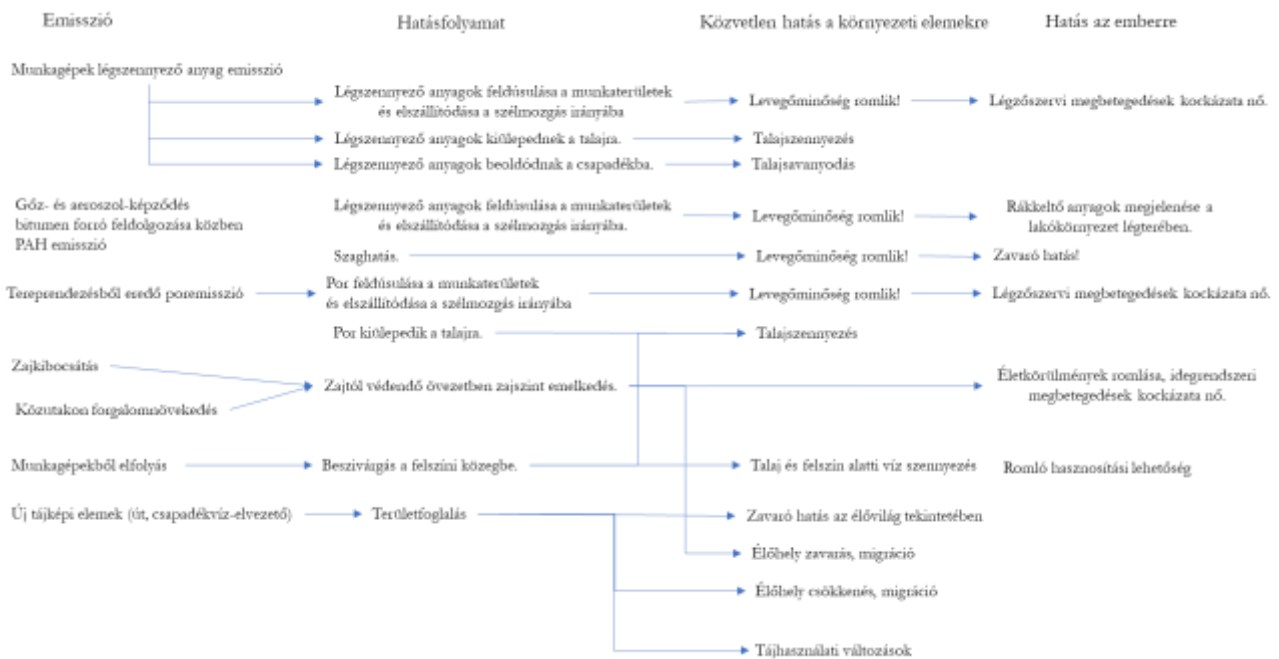 Emisszió
Hatásfolyamat
Közvetlen hatás a környezeti elemekre
Hatás az emberre
Munkagépek légszennyező anyag emisszió
Légszennyező anyagok feldúsulása a munkaterületek
és elszállítódása a szélmozgás irányába
Levegőminőség romlik!
Légzőszervi megbetegedések kockázata nő.
Légszennyező anyagok kiülepednek a talajra.
Talajszennyezés
Légszennyező anyagok beoldódnak a csapadékba.
Talajsavanyodás
Gőz- és aeroszol-képződés
bitumen forró feldolgozása közben
PAH emisszió
Légszennyező anyagok feldúsulása a munkaterületek
és elszállítódása a szélmozgás irányába.
Levegőminőség romlik!
Rákkeltő anyagok megjelenése a
lakókörnyezet légterében.
Szaghatás.
Levegőminőség romlik!
Zavaró hatás!
Tereprendezésből eredő poremisszió
Por feldúsulása a munkaterületek
és elszállítódása a szélmozgás irányába
Levegőminőség romlik!
Légzőszervi megbetegedések kockázata nő.
Por kiülepedik a talajra.
Talajszennyezés
Zajkibocsátás
Zajtól védendő övezetben zajszint emelkedés.
Életkörülmények romlása, idegrendszeri
megbetegedések kockázata nő.
Közutakon forgalomnövekedés
Munkagépekből elfolyás
Beszivárgás a felszíni közegbe.
Talaj és felszín alatti víz szennyezés
Romló hasznosítási lehetőség
Új tájképi elemek (út, csapadékvíz-elvezető)
Területfoglalás
Zavaró hatás az élővilág tekintetében
Élőhely zavarás, migráció
Élőhely csökkenés, migráció
Tájhasználati változások